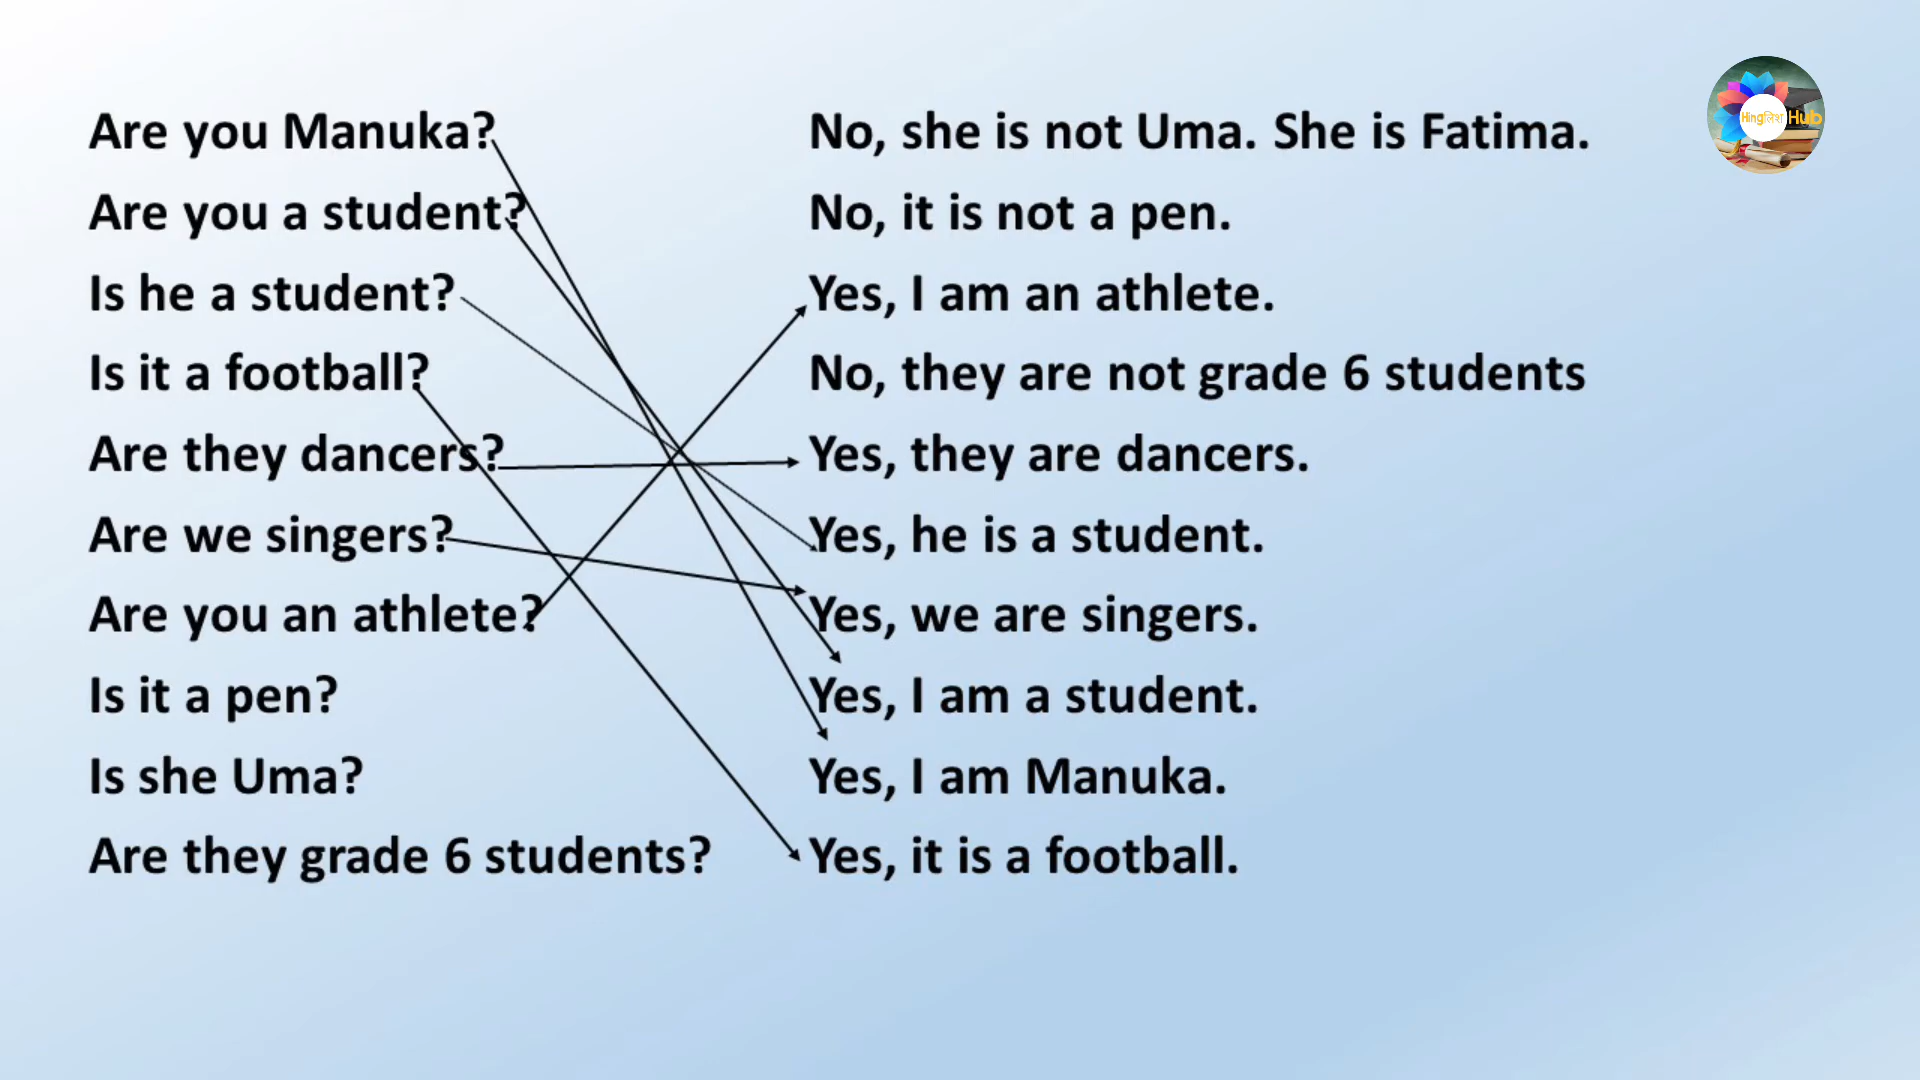 Are you Manuka?
Are you a student?
Is he a student?
Is it a football?
Are they dancers?
Are we singers?
Are you an athlete?
Is it a pen?
Is she Uma?
Are they grade 6 students?
No, she is not Uma. She is Fatima.
No, it is not a pen.
Yes, I am an athlete.
No, they are not grade 6 students
Yes, they are dancers.
Yes, he is a student.
Yes, we are singers.
Yes, I am a student.
Yes, I am Manuka.
Yes, it is a football.
Hingलिश Hub